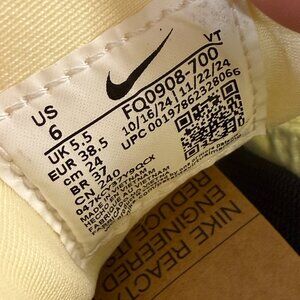 US
6
UK 5.5
EUR 38.5
cm 24
BR 37
CN 240
FQ0908-700
VT
10/16/24 11/22/24
UPC 00197862328066
MADE IN VIETNAM
NIKE REACT
ENGINEERED
REDUCE ITS